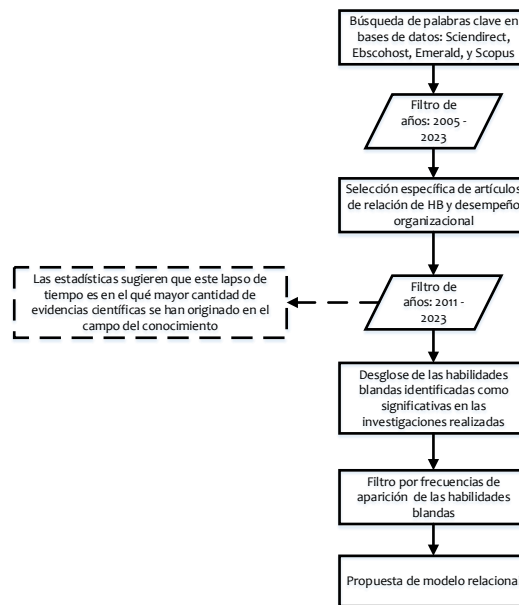 Búsqueda de palabras clave en
bases de datos: Sciendirect,
Ebscohost, Emerald, y Scopus
Filtro de
años: 2005 -
2023
Selección específica de artículos
de relación de HB y desempeño
organizacional
Las estadísticas sugieren que este lapso de
tiempo es en el qué mayor cantidad de
evidencias científicas se han originado en el
campo del conocimiento
Filtro de
años: 2011 -
2023
Desglose de las habilidades
blandas identificadas como
significativas en las
investigaciones realizadas
Filtro por frecuencias de
aparición de las habilidades
blandas
Propuesta de modelo relaciona